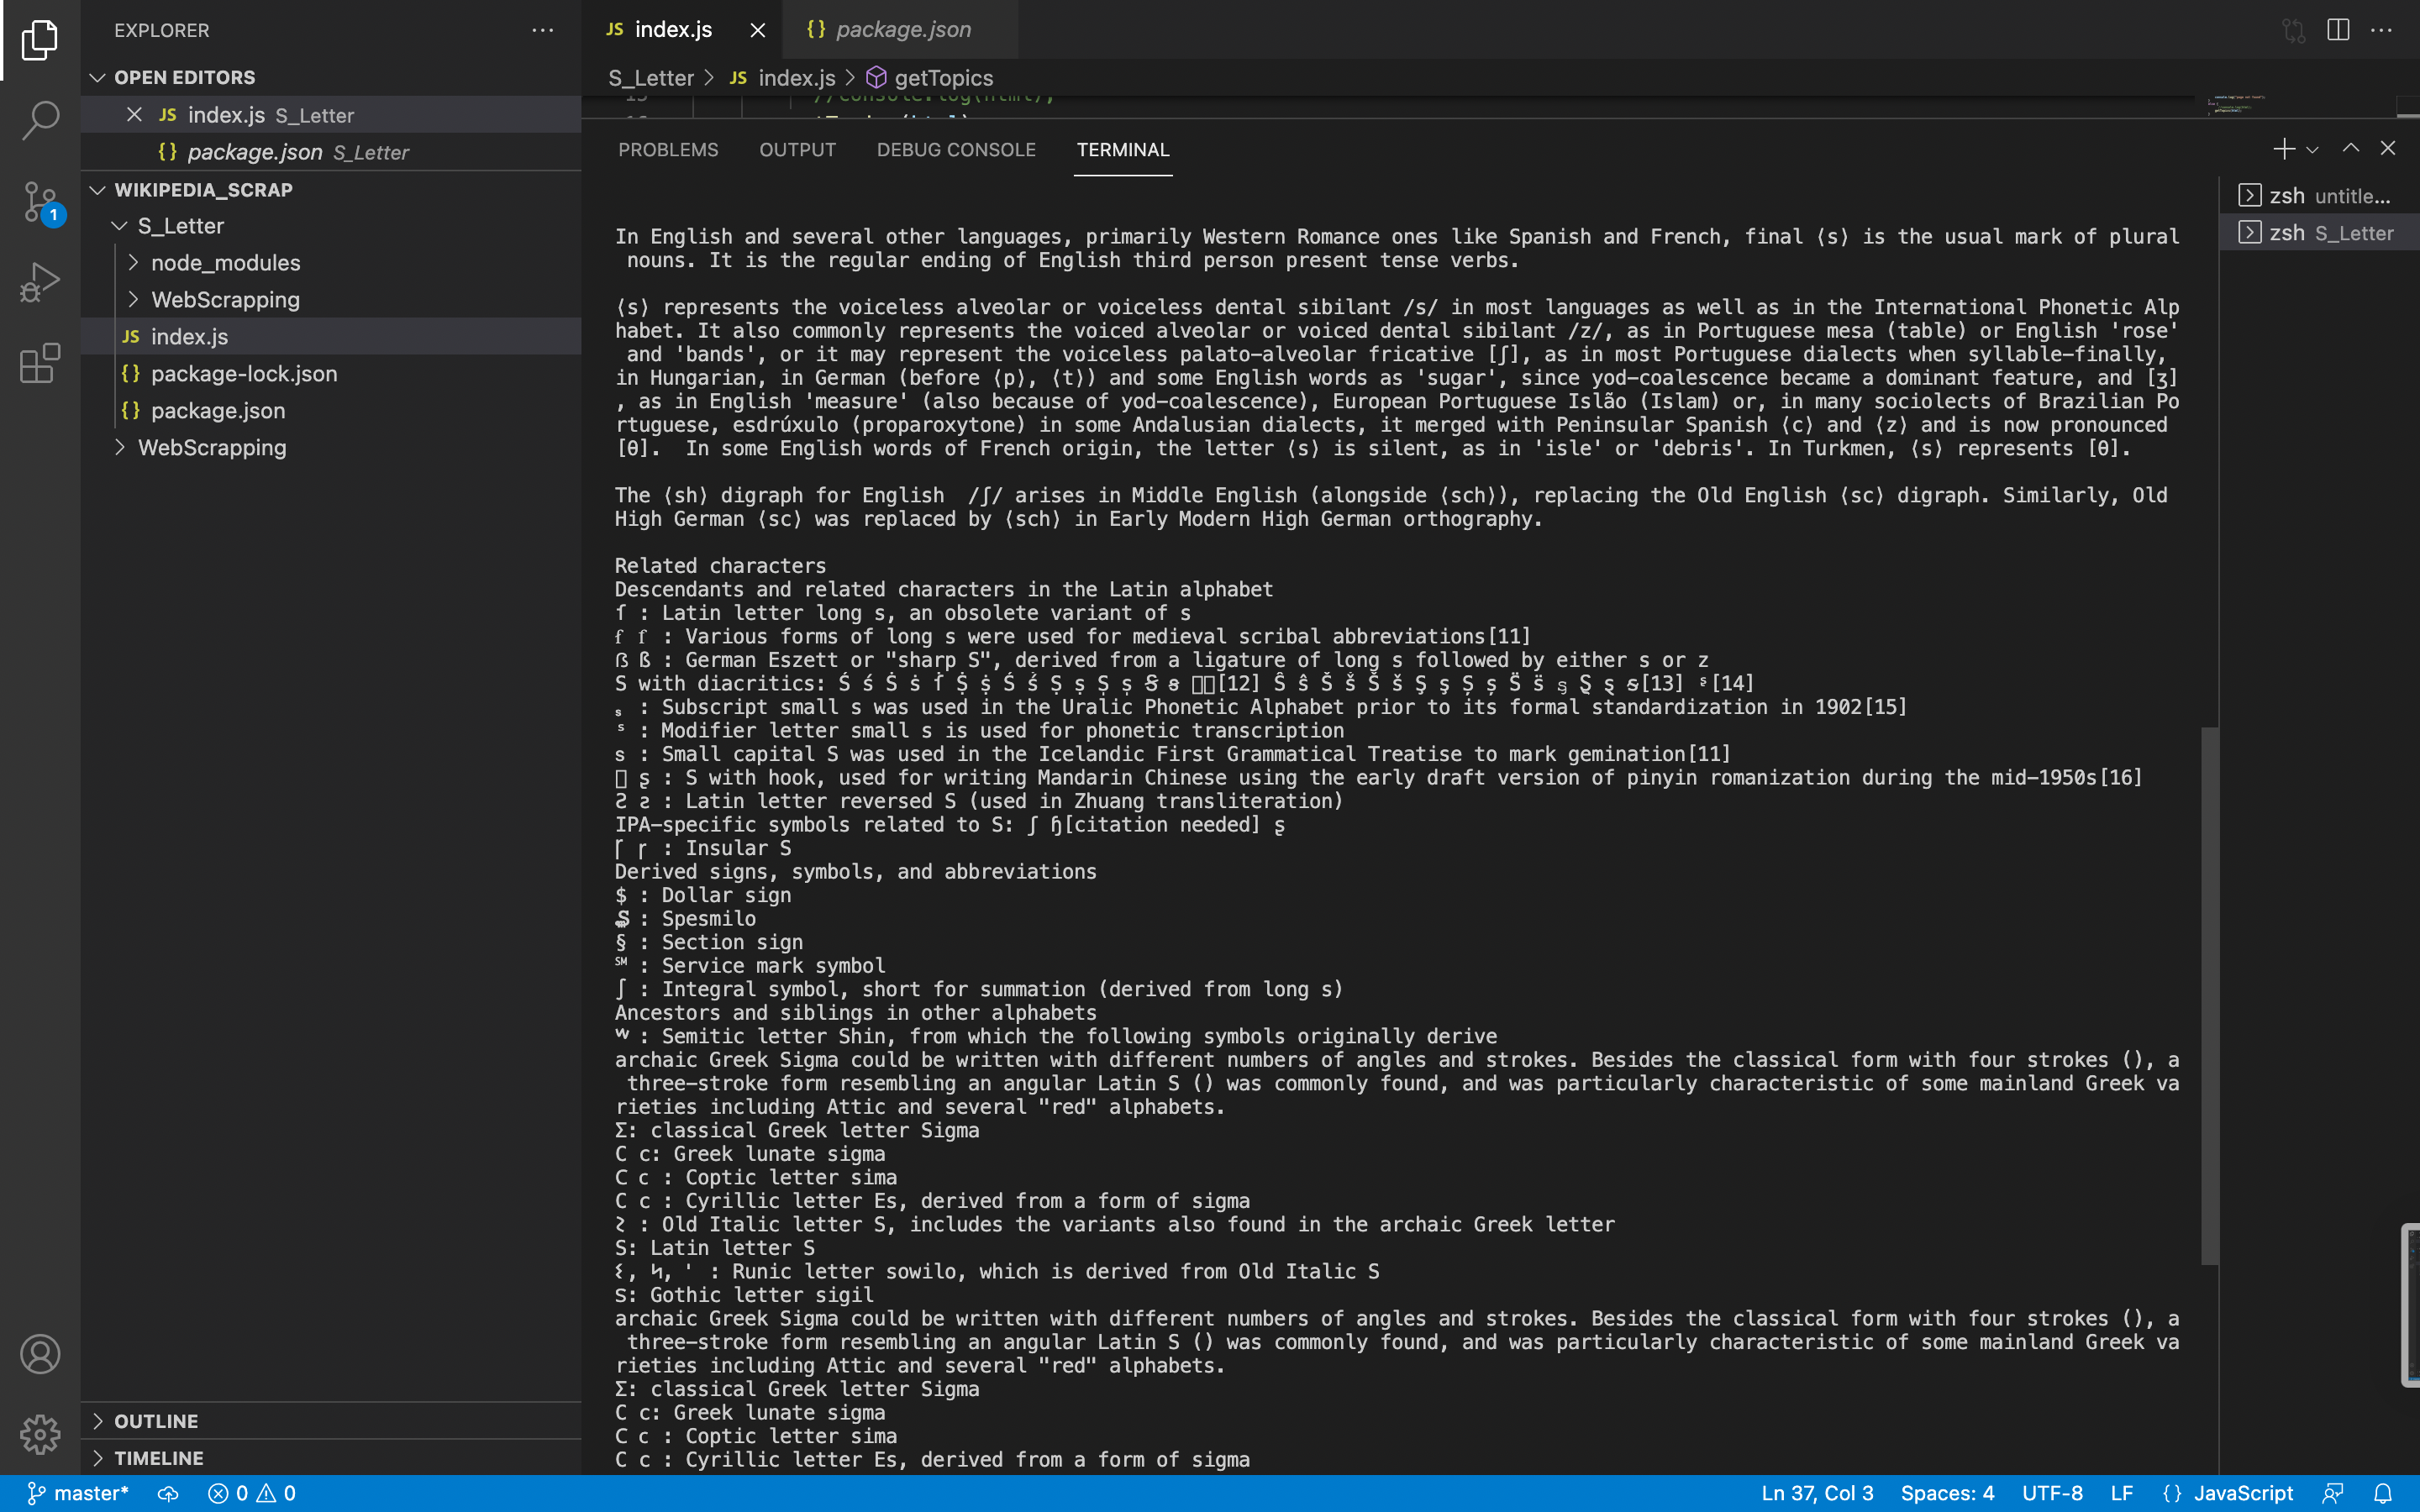 EXPLORER
OPEN EDITORS
JS index.js S_Letter
{} package.json S_Letter
WIKIPEDIA_SCRAP
S_Letter
node_modules
WebScrapping
JS index.js
{} package-lock.json
{} package.json
WebScrapping
OUTLINE
TIMELINE
JS index.js
{} package.json
S_Letter > JS index.js > getTopics
//console.log(html);
PROBLEMS OUTPUT DEBUG CONSOLE TERMINAL
zsh untitle...
zsh S_Letter
In English and several other languages, primarily Western Romance ones like Spanish and French, final ⟨s⟩ is the usual mark of plural
nouns. It is the regular ending of English third person present tense verbs.
⟨s⟩ represents the voiceless alveolar or voiceless dental sibilant /s/ in most languages as well as in the International Phonetic Alp
habet. It also commonly represents the voiced alveolar or voiced dental sibilant /z/, as in Portuguese mesa (table) or English 'rose'
and 'bands', or it may represent the voiceless palato-alveolar fricative [ʃ], as in most Portuguese dialects when syllable-finally,
in Hungarian, in German (before ⟨p⟩, ⟨t⟩) and some English words as 'sugar', since yod-coalescence became a dominant feature, and [ʒ]
, as in English 'measure' (also because of yod-coalescence), European Portuguese Islão (Islam) or, in many sociolects of Brazilian Po
rtuguese, esdrúxulo (proparoxytone) in some Andalusian dialects, it merged with Peninsular Spanish ⟨c⟩ and ⟨z⟩ and is now pronounced
[θ]. In some English words of French origin, the letter ⟨s⟩ is silent, as in 'isle' or 'debris'. In Turkmen, ⟨s⟩ represents [θ].
The ⟨sh⟩ digraph for English /ʃ/ arises in Middle English (alongside ⟨sch⟩), replacing the Old English ⟨sc⟩ digraph. Similarly, Old
High German ⟨sc⟩ was replaced by ⟨sch⟩ in Early Modern High German orthography.
Related characters
Descendants and related characters in the Latin alphabet
ſ : Latin letter long s, an obsolete variant of s
ẜ ẝ : Various forms of long s were used for medieval scribal abbreviations[11]
ẞ ß : German Eszett or "sharp S", derived from a ligature of long s followed by either s or z
S with diacritics: Ś ś Ṡ ṡ ẛ Ṩ ṩ Ṥ ṥ Ṣ ṣ S̩ s̩ Ꞩ ꞩ [12] Ŝ ŝ Ṧ ṧ Š š Ş ş Ș ș S̈ s̈ ᶊ Ȿ ȿ ᵴ[13] ᶳ[14]
ₛ : Subscript small s was used in the Uralic Phonetic Alphabet prior to its formal standardization in 1902[15]
ˢ : Modifier letter small s is used for phonetic transcription
ꜱ : Small capital S was used in the Icelandic First Grammatical Treatise to mark gemination[11]
ʂ : S with hook, used for writing Mandarin Chinese using the early draft version of pinyin romanization during the mid-1950s[16]
Ƨ ƨ : Latin letter reversed S (used in Zhuang transliteration)
IPA-specific symbols related to S: ʃ ɧ[citation needed] ʂ
Ꞅ ꞅ : Insular S
Derived signs, symbols, and abbreviations
$ : Dollar sign
₷ : Spesmilo
§ : Section sign
℠ : Service mark symbol
∫ : Integral symbol, short for summation (derived from long s)
Ancestors and siblings in other alphabets
𐤔 : Semitic letter Shin, from which the following symbols originally derive
archaic Greek Sigma could be written with different numbers of angles and strokes. Besides the classical form with four strokes (), a
three-stroke form resembling an angular Latin S () was commonly found, and was particularly characteristic of some mainland Greek va
rieties including Attic and several "red" alphabets.
Σ: classical Greek letter Sigma
Ϲ ϲ: Greek lunate sigma
Ⲥ ⲥ : Coptic letter sima
С с : Cyrillic letter Es, derived from a form of sigma
𐌔 : Old Italic letter S, includes the variants also found in the archaic Greek letter
S: Latin letter S
ᛊ, ᛋ, ᛌ : Runic letter sowilo, which is derived from Old Italic S
𐍃: Gothic letter sigil
archaic Greek Sigma could be written with different numbers of angles and strokes. Besides the classical form with four strokes (), a
three-stroke form resembling an angular Latin S () was commonly found, and was particularly characteristic of some mainland Greek va
rieties including Attic and several "red" alphabets.
Σ: classical Greek letter Sigma
Ϲ ϲ: Greek lunate sigma
Ⲥ ⲥ : Coptic letter sima
С с : Cyrillic letter Es, derived from a form of sigma
master* 0 0 Ln 37, Col 3 Spaces: 4 UTF-8 LF {} JavaScript